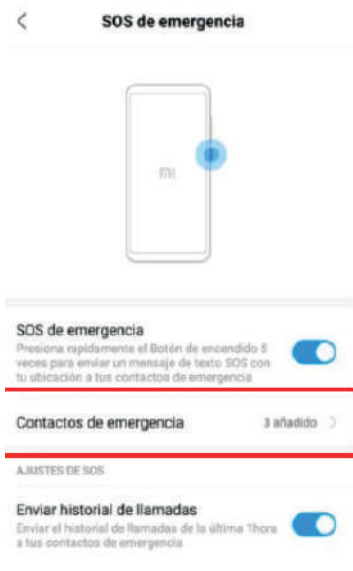 SOS de emergencia
SOS de emergencia
Presiona rapidamente el Botón de encendido 5
veces para enviar un mensaje de texto SOS con
tu ubicación a tus contactos de emergencia
Contactos de emergencia 3 añadido
AJUSTES DE SOS
Enviar historial de llamadas
Enviar el historial de llamadas de la última 1hora
a tus contactos de emergencia